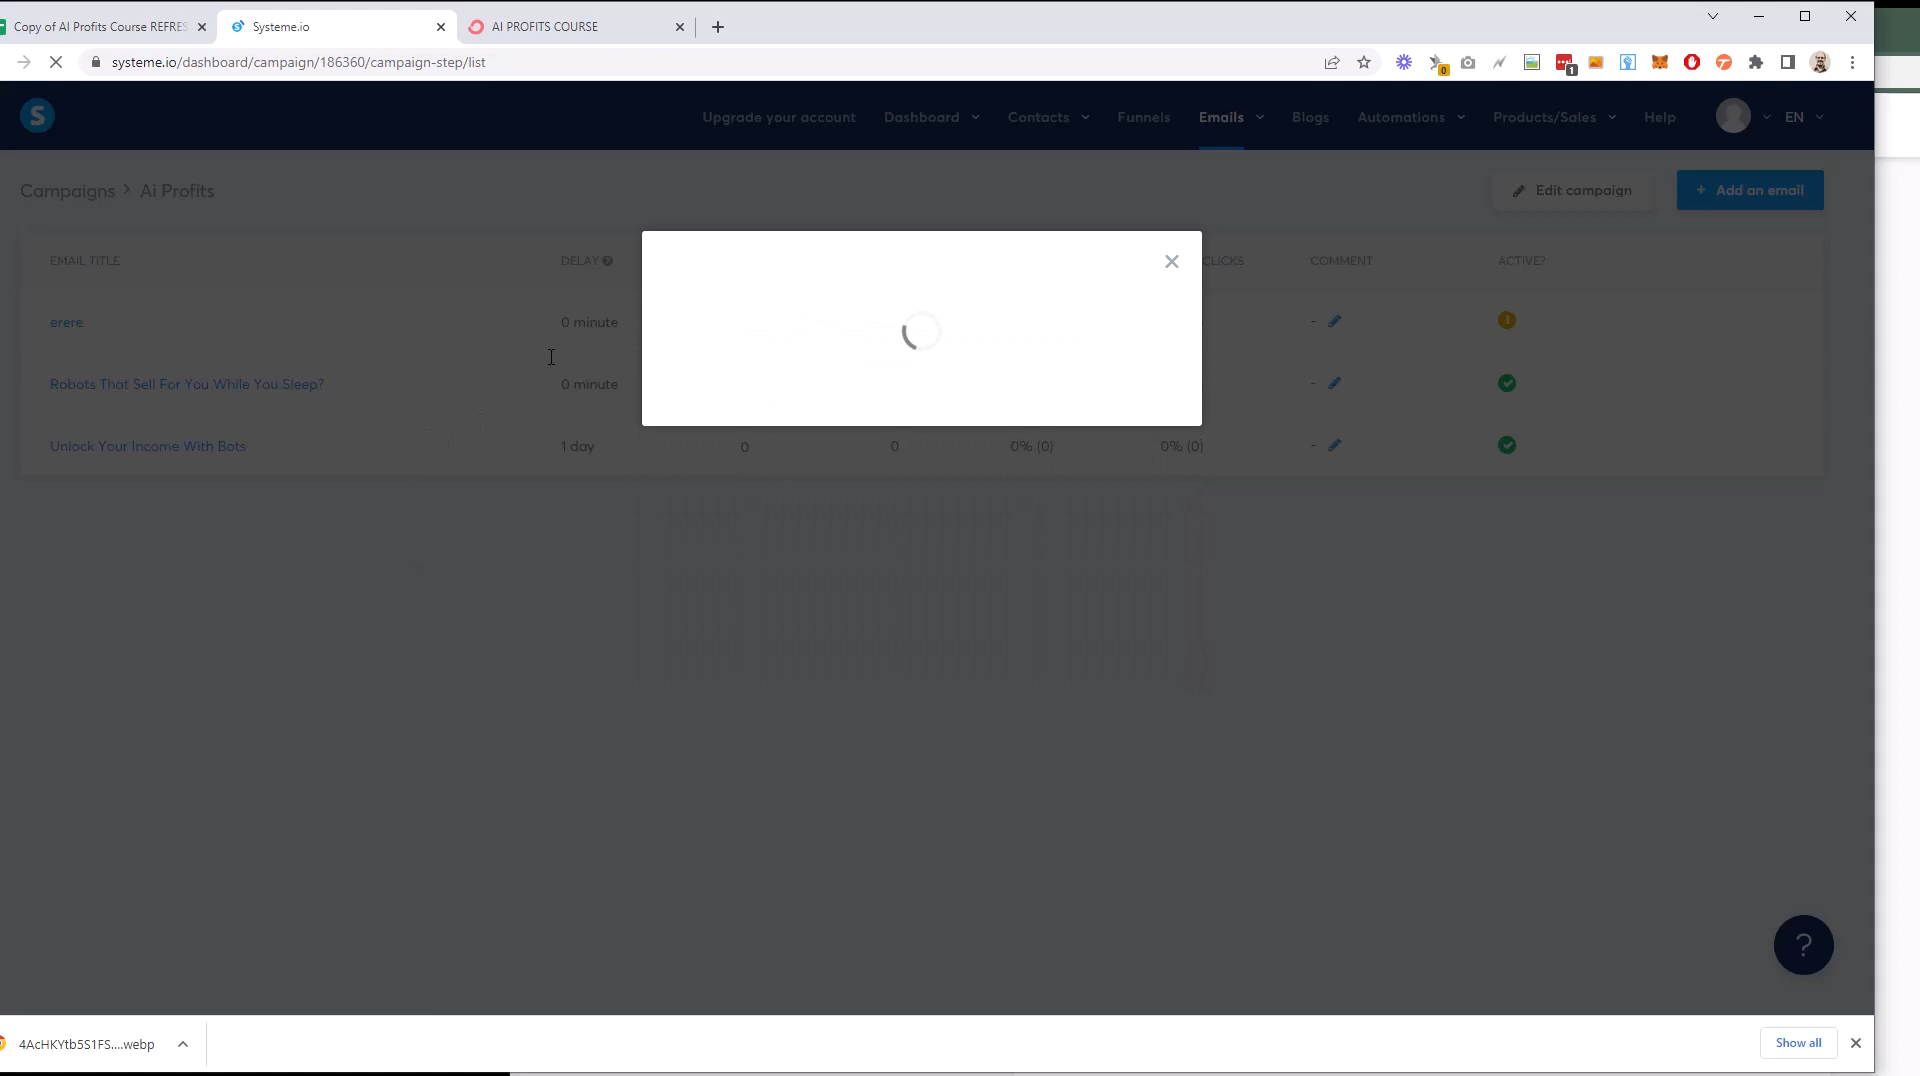 Copy of AI Profits Course REFRES
Systeme.io
AI PROFITS COURSE
systeme.io/dashboard/campaign/186360/campaign-step/list
0
1
S
Upgrade your account
Dashboard
Contacts
Funnels
Emails
Blogs
Automations
Products/Sales
Help
EN
Campaigns > Ai Profits
Edit campaign
+ Add an email
EMAIL TITLE
DELAY ?
CLICKS
COMMENT
ACTIVE?
erere
0 minute
-
Robots That Sell For You While You Sleep?
0 minute
-
Unlock Your Income With Bots
1 day
0
0
0% (0)
0% (0)
-
?
4AcHKYtb5S1FS....webp
Show all